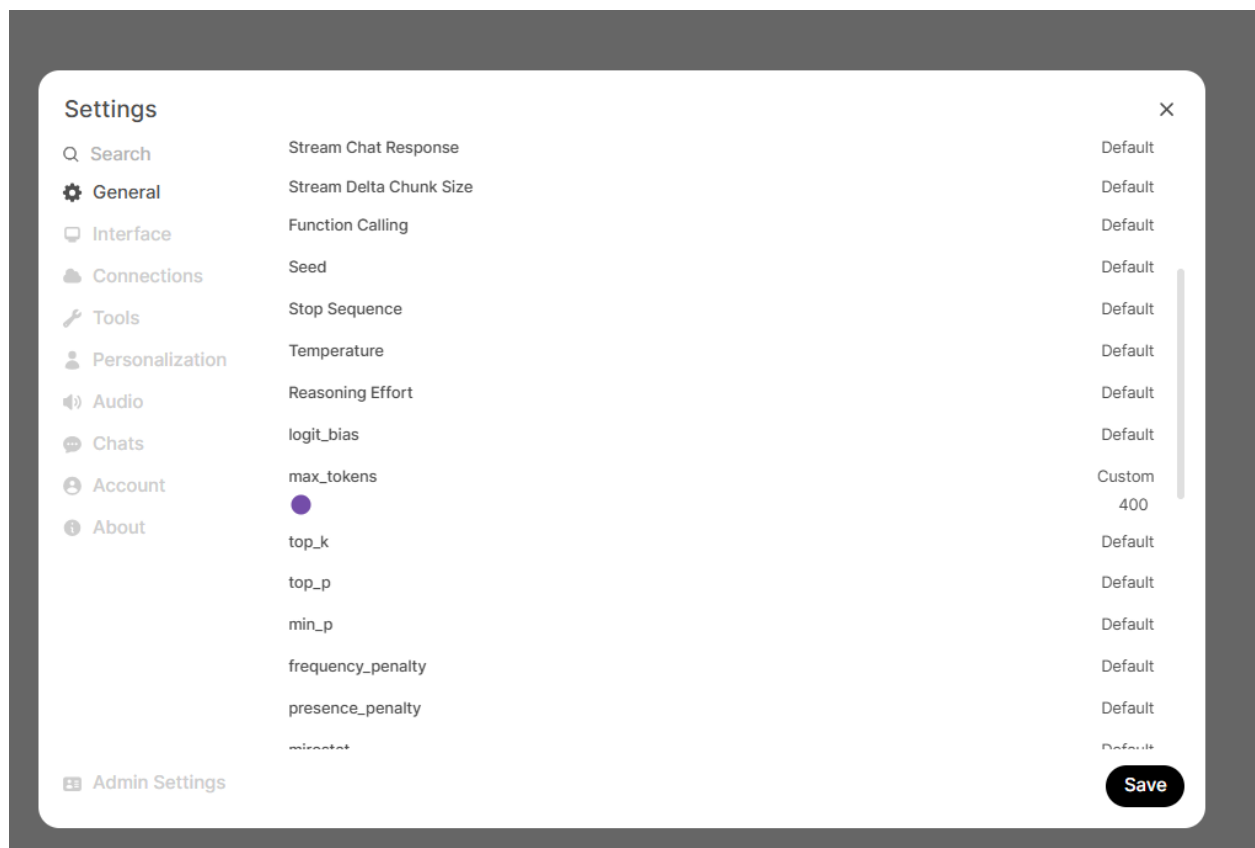 Settings
Search
General
Interface
Connections
Tools
Personalization
Audio
Chats
Account
About
Admin Settings
Stream Chat Response Default
Stream Delta Chunk Size Default
Function Calling Default
Seed Default
Stop Sequence Default
Temperature Default
Reasoning Effort Default
logit_bias Default
max_tokens Custom
400
top_k Default
top_p Default
min_p Default
frequency_penalty Default
presence_penalty Default
mirostat Default
Save